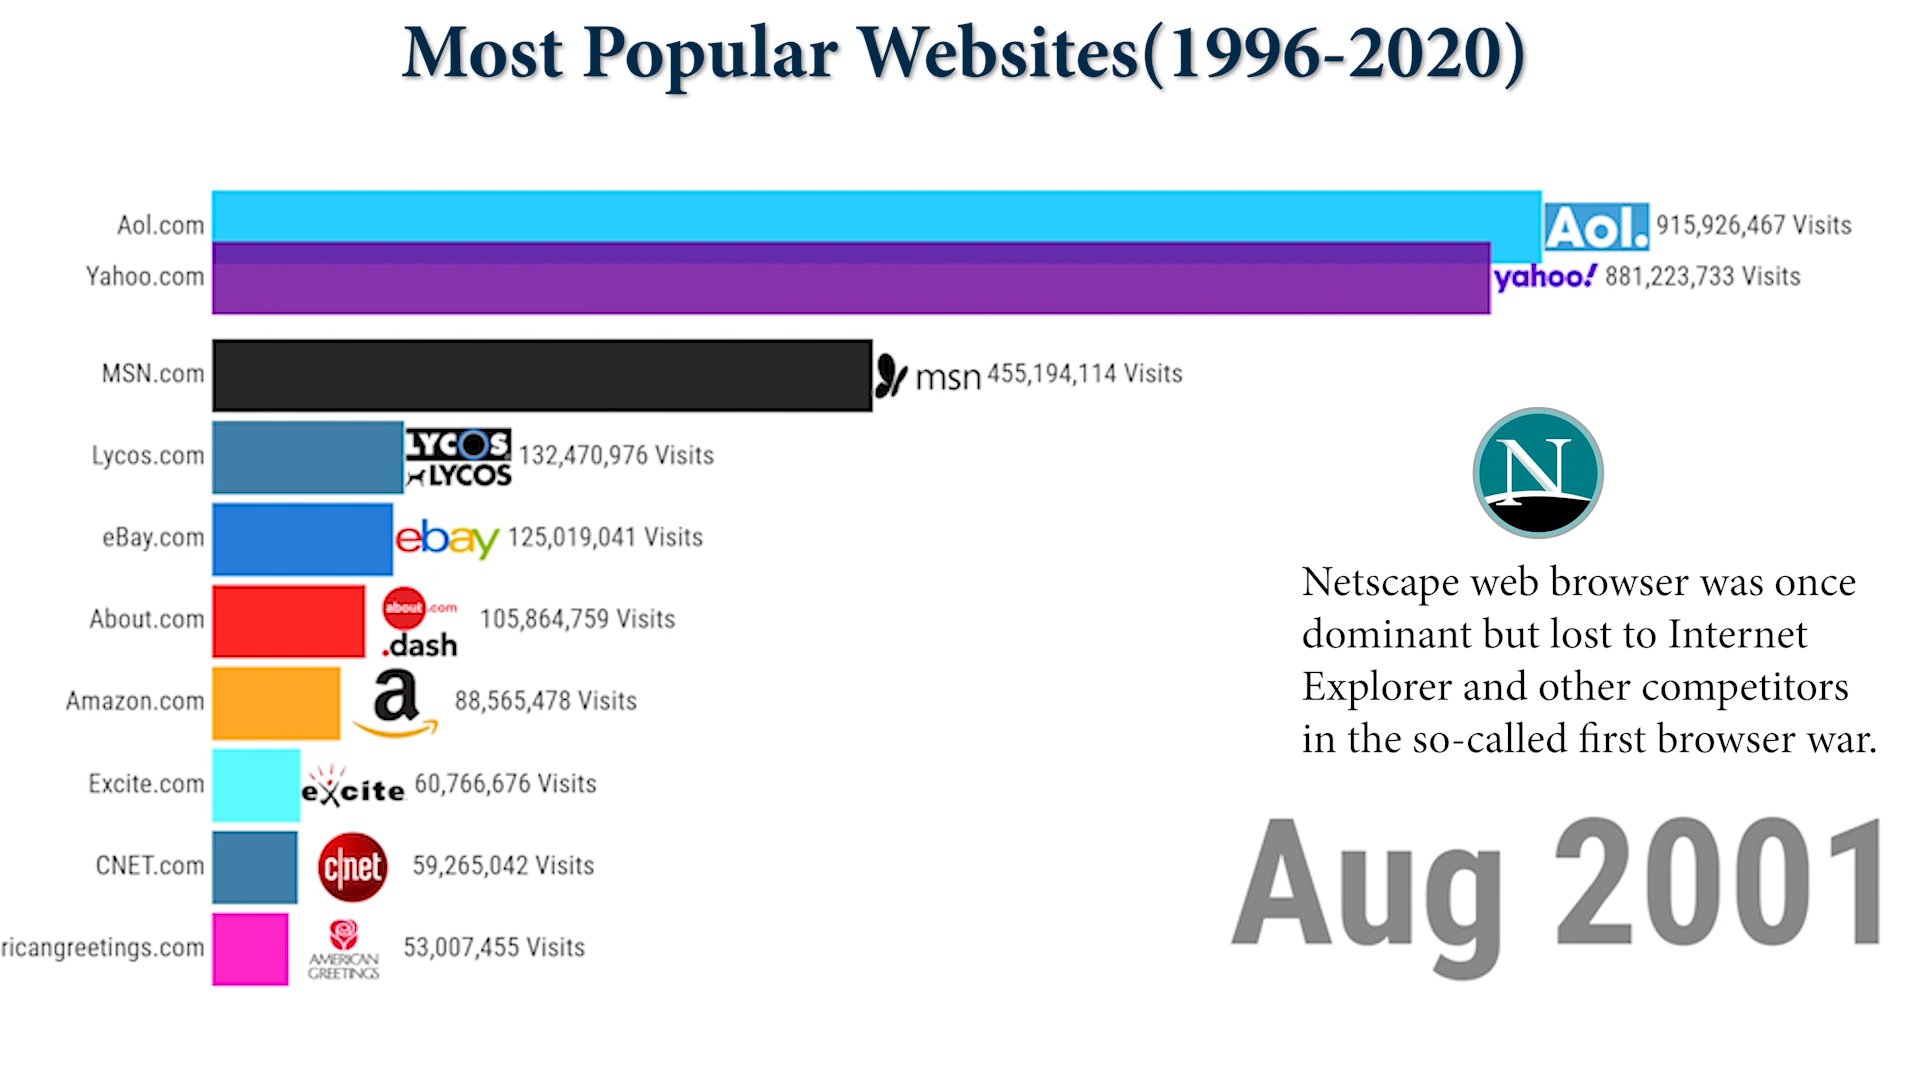 Most Popular Websites(1996-2020)
Aol.com Aol. 915,926,467 Visits
Yahoo.com yahoo! 881,223,733 Visits
MSN.com msn 455,194,114 Visits
Lycos.com LYCOS LYCOS 132,470,976 Visits
eBay.com ebay 125,019,041 Visits
About.com about.com .dash 105,864,759 Visits
Amazon.com a 88,565,478 Visits
Excite.com excite 60,766,676 Visits
CNET.com c|net 59,265,042 Visits
ricangreetings.com AMERICAN GREETINGS 53,007,455 Visits
N
Netscape web browser was once
dominant but lost to Internet
Explorer and other competitors
in the so-called first browser war.
Aug 2001